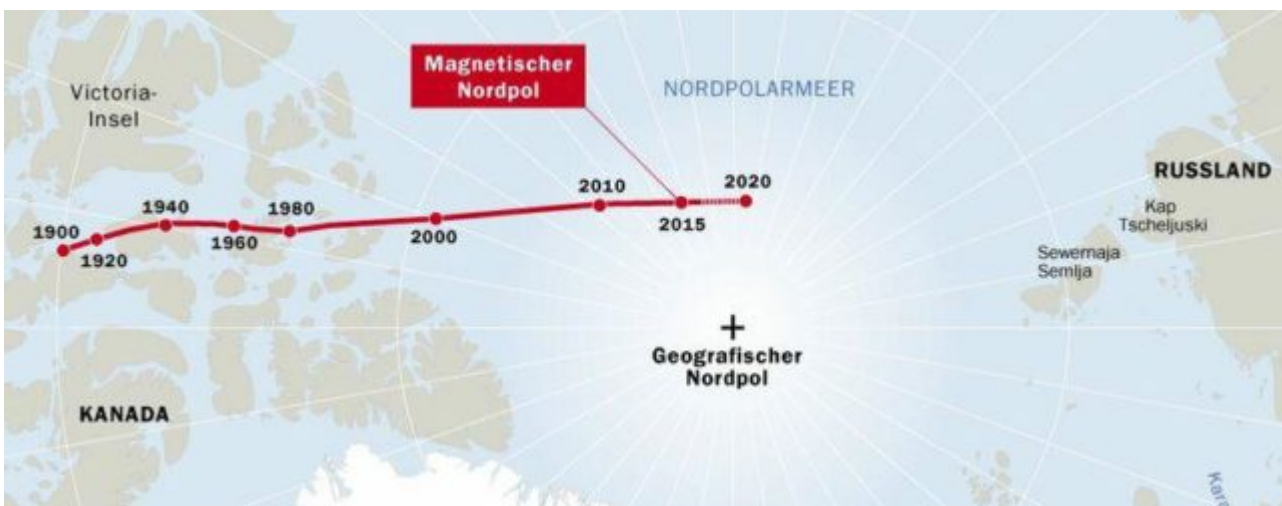 Magnetischer
Nordpol
Victoria-
Insel
NORDPOLARMEER
RUSSLAND
Kap
Tscheljuski
Sewernaja
Semlja
1900
1920
1940
1960
1980
2000
2010
2015
2020
Geografischer
Nordpol
KANADA
Kara